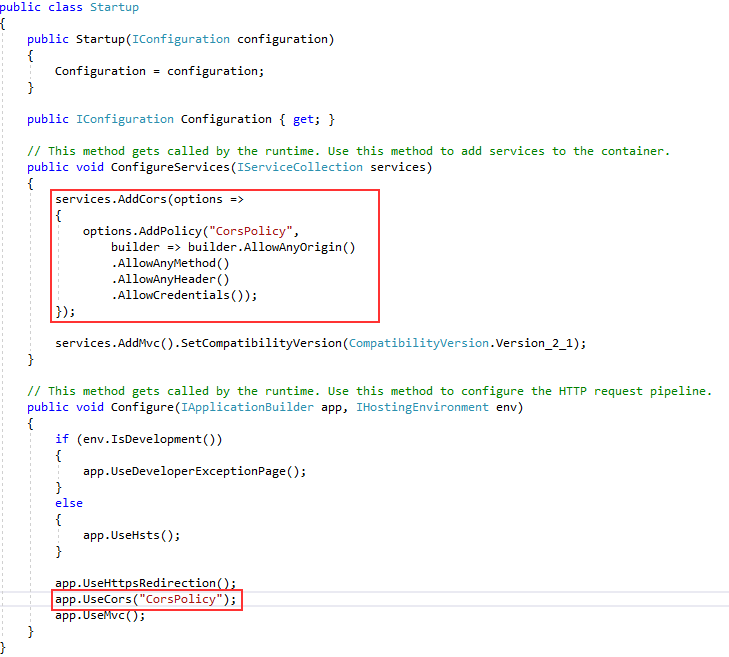 public class Startup
{
    public Startup(IConfiguration configuration)
    {
        Configuration = configuration;
    }

    public IConfiguration Configuration { get; }

    // This method gets called by the runtime. Use this method to add services to the container.
    public void ConfigureServices(IServiceCollection services)
    {
        services.AddCors(options =>
        {
            options.AddPolicy("CorsPolicy",
                builder => builder.AllowAnyOrigin()
                .AllowAnyMethod()
                .AllowAnyHeader()
                .AllowCredentials());
        });

        services.AddMvc().SetCompatibilityVersion(CompatibilityVersion.Version_2_1);
    }

    // This method gets called by the runtime. Use this method to configure the HTTP request pipeline.
    public void Configure(IApplicationBuilder app, IHostingEnvironment env)
    {
        if (env.IsDevelopment())
        {
            app.UseDeveloperExceptionPage();
        }
        else
        {
            app.UseHsts();
        }

        app.UseHttpsRedirection();
        app.UseCors("CorsPolicy");
        app.UseMvc();
    }
}